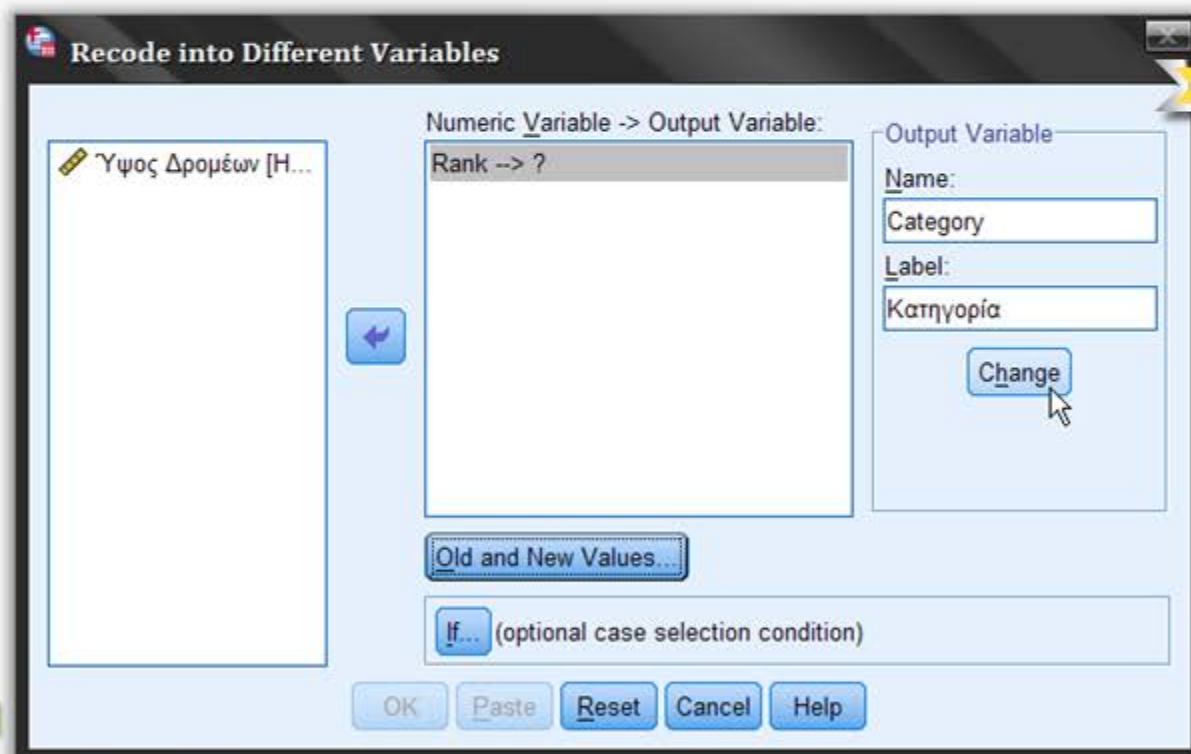 Recode into Different Variables
Ύψος Δρομέων [H...
Numeric Variable -> Output Variable:
Rank --> ?
Output Variable
Name:
Category
Label:
Κατηγορία
Change
Old and New Values...
If... (optional case selection condition)
OK Paste Reset Cancel Help